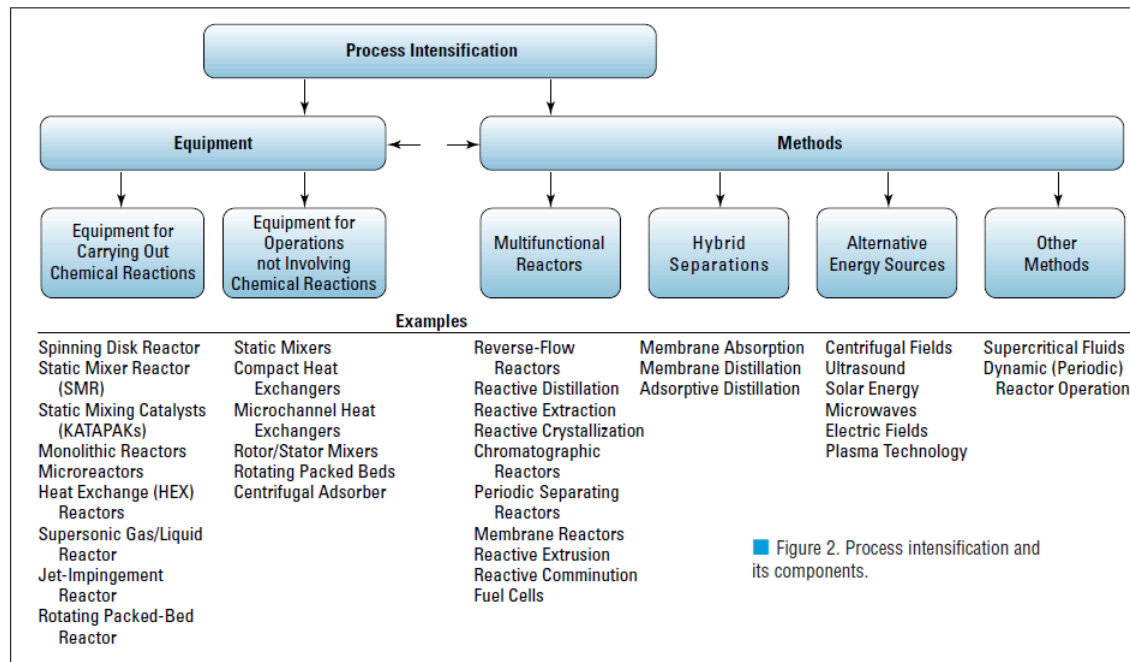 Process Intensification
Equipment
Methods
Equipment for
Carrying Out
Chemical Reactions
Equipment for
Operations
not Involving
Chemical Reactions
Multifunctional
Reactors
Hybrid
Separations
Alternative
Energy Sources
Other
Methods
Examples
Spinning Disk Reactor
Static Mixer Reactor
(SMR)
Static Mixing Catalysts
(KATAPAKs)
Monolithic Reactors
Microreactors
Heat Exchange (HEX)
Reactors
Supersonic Gas/Liquid
Reactor
Jet-Impingement
Reactor
Rotating Packed-Bed
Reactor
Static Mixers
Compact Heat
Exchangers
Microchannel Heat
Exchangers
Rotor/Stator Mixers
Rotating Packed Beds
Centrifugal Adsorber
Reverse-Flow
Reactors
Reactive Distillation
Reactive Extraction
Reactive Crystallization
Chromatographic
Reactors
Periodic Separating
Reactors
Membrane Reactors
Reactive Extrusion
Reactive Comminution
Fuel Cells
Membrane Absorption
Membrane Distillation
Adsorptive Distillation
Centrifugal Fields
Ultrasound
Solar Energy
Microwaves
Electric Fields
Plasma Technology
Supercritical Fluids
Dynamic (Periodic)
Reactor Operation
Figure 2. Process intensification and
its components.